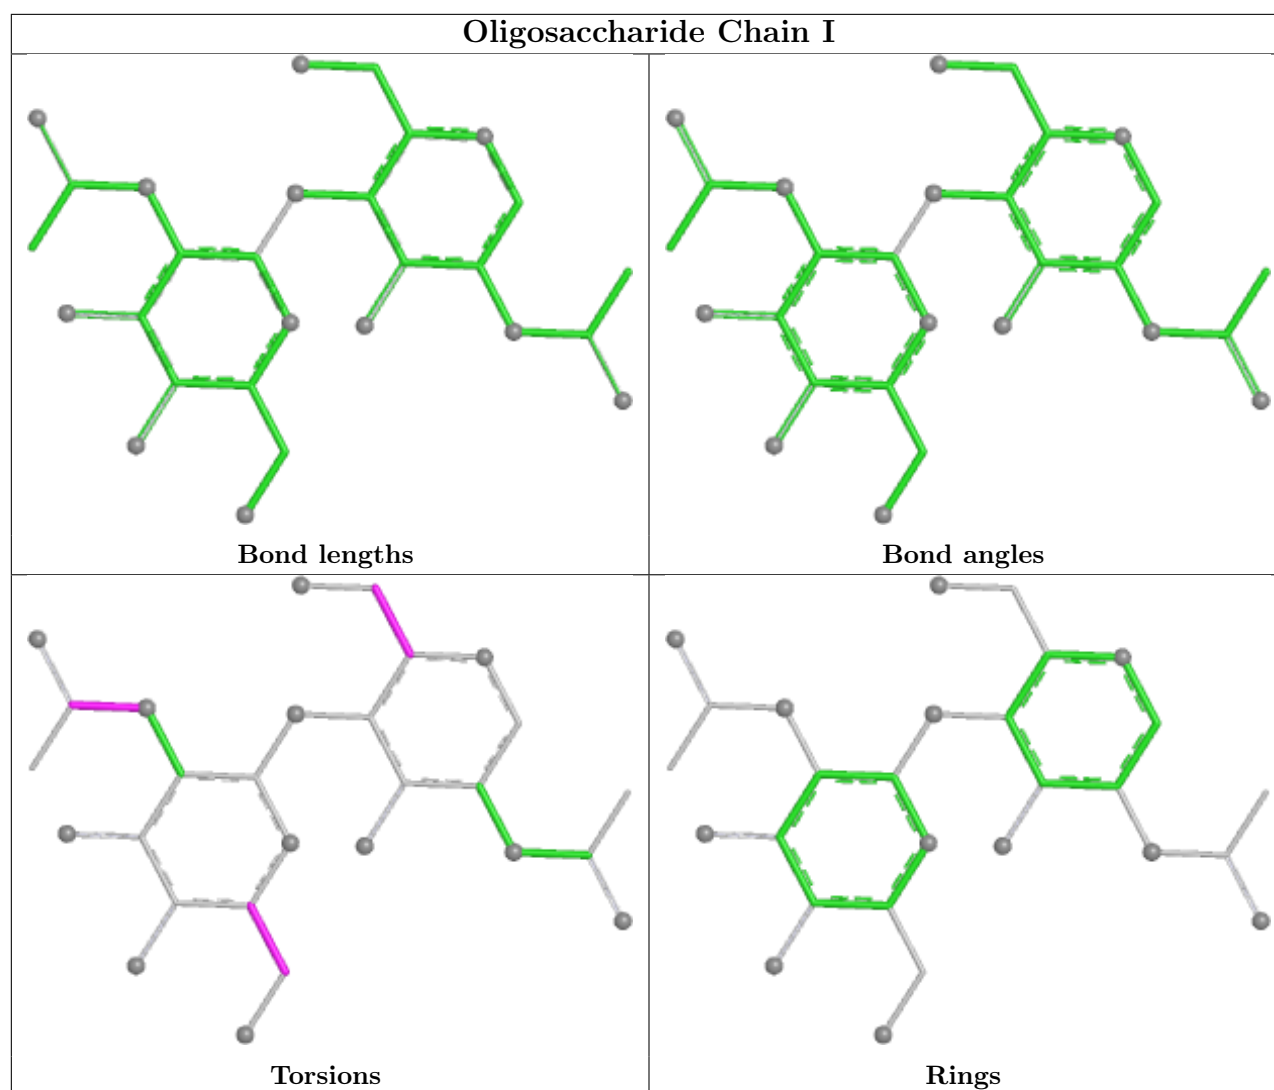 Oligosaccharide Chain I
Bond lengths
Bond angles
Torsions
Rings